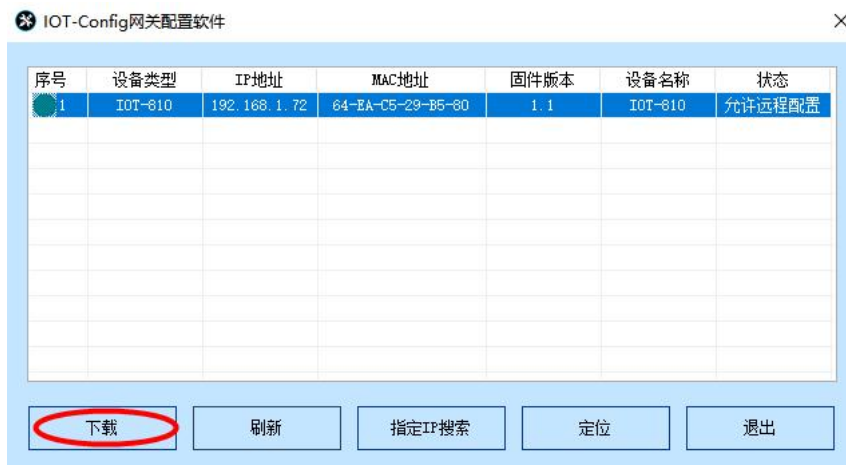 IOT-Config网关配置软件
序号 设备类型 IP地址 MAC地址 固件版本 设备名称 状态
1 IOT-810 192.168.1.72 64-EA-C5-29-B5-80 1.1 IOT-810 允许远程配置
下载 刷新 指定IP搜索 定位 退出